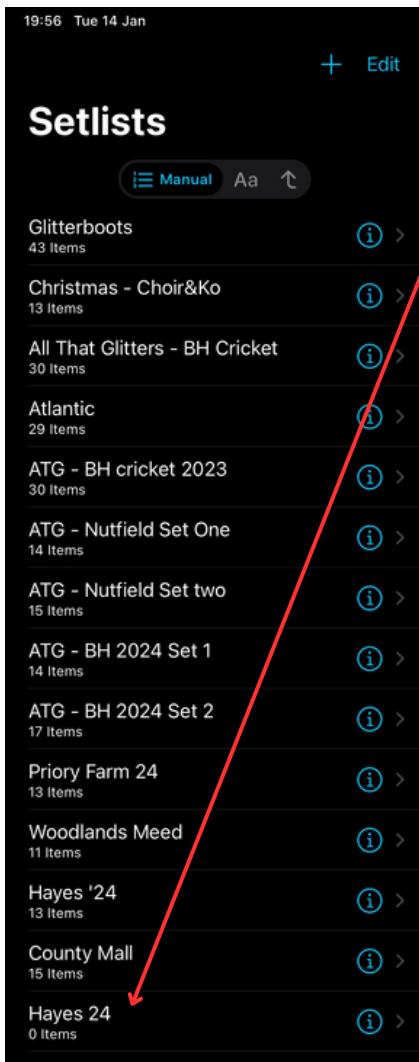 19:56 Tue 14 Jan
Edit
Setlists
Manual Aa
Glitterboots
43 Items
Christmas - Choir&Ko
13 Items
All That Glitters - BH Cricket
30 Items
Atlantic
29 Items
ATG - BH cricket 2023
30 Items
ATG - Nutfield Set One
14 Items
ATG - Nutfield Set two
15 Items
ATG - BH 2024 Set 1
14 Items
ATG - BH 2024 Set 2
17 Items
Priory Farm 24
13 Items
Woodlands Meed
11 Items
Hayes '24
13 Items
County Mall
15 Items
Hayes 24
0 Items